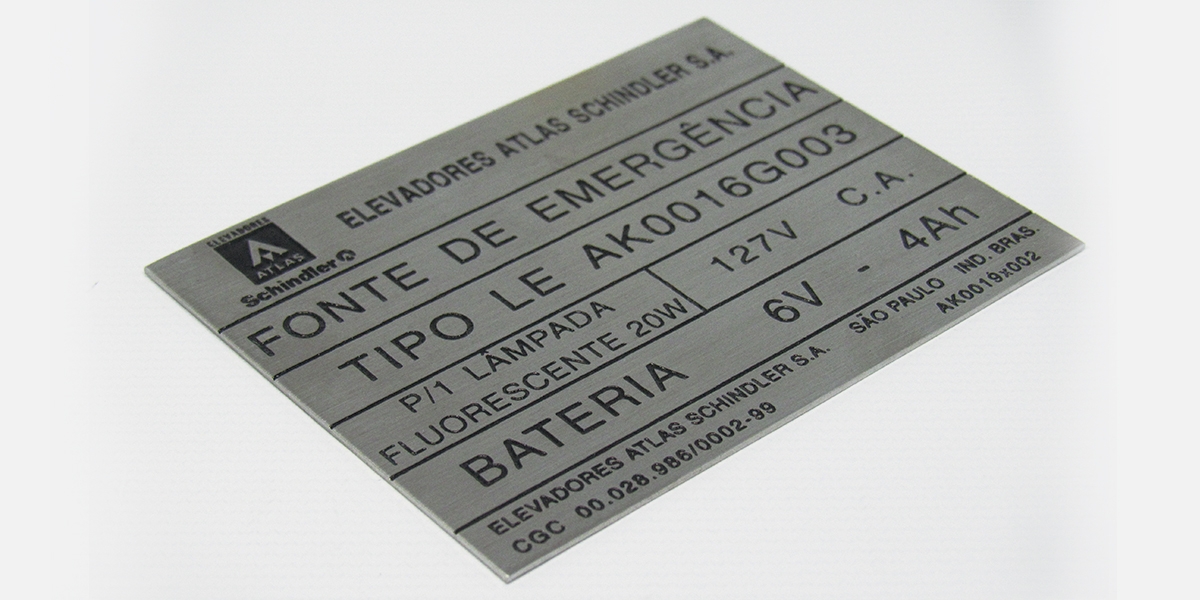 ELEVADORES
ATLAS
Schindler
ELEVADORES ATLAS SCHINDLER S.A.
FONTE DE EMERGÊNCIA
TIPO LE AK0016G003
P/1 LÂMPADA
FLUORESCENTE 20W
127V C.A.
BATERIA 6V - 4Ah
ELEVADORES ATLAS SCHINDLER S.A. SÃO PAULO IND. BRAS.
CGC 00.028.986/0002-99 AK0019x002